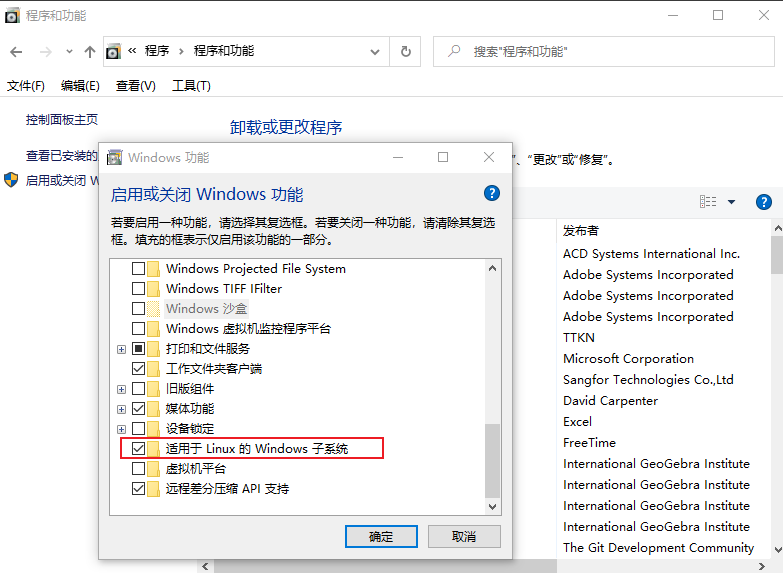 程序和功能
« 程序 › 程序和功能
搜索"程序和功能"
文件(F) 编辑(E) 查看(V) 工具(T)
控制面板主页
卸载或更改程序
查看已安装的
”、“更改”或“修复”。
启用或关闭 W
Windows 功能
启用或关闭 Windows 功能
若要启用一种功能，请选择其复选框。若要关闭一种功能，请清除其复选
框。填充的框表示仅启用该功能的一部分。
Windows Projected File System
Windows TIFF IFilter
Windows 沙盒
Windows 虚拟机监控程序平台
打印和文件服务
工作文件夹客户端
旧版组件
媒体功能
设备锁定
适用于 Linux 的 Windows 子系统
虚拟机平台
远程差分压缩 API 支持
确定
取消
发布者
ACD Systems International Inc.
Adobe Systems Incorporated
Adobe Systems Incorporated
Adobe Systems Incorporated
TTKN
Microsoft Corporation
Sangfor Technologies Co.,Ltd
David Carpenter
Excel
FreeTime
International GeoGebra Institute
International GeoGebra Institute
International GeoGebra Institute
International GeoGebra Institute
The Git Development Community